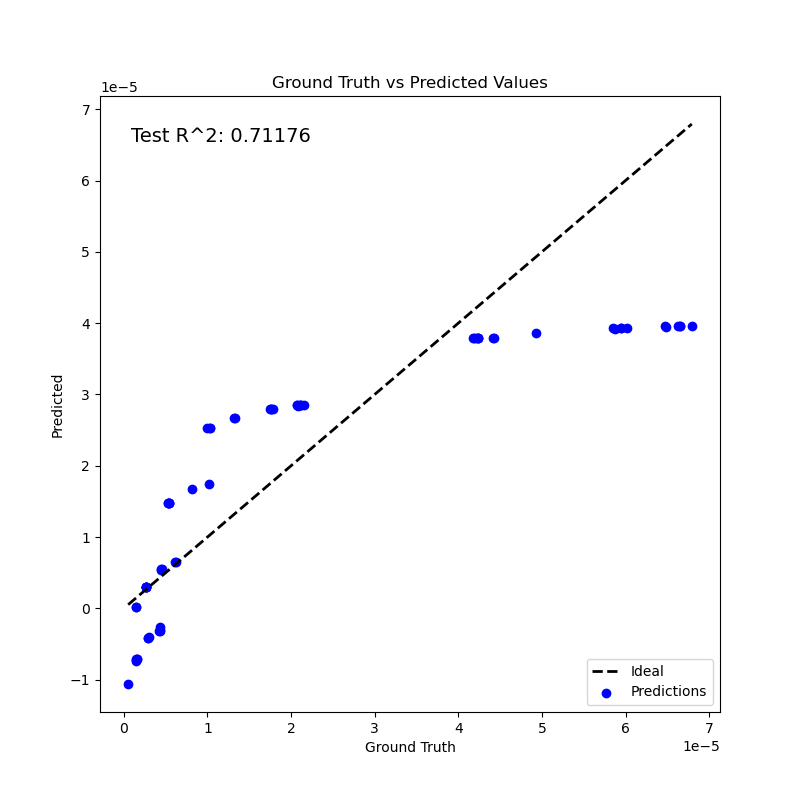 Ground Truth vs Predicted Values
1e−5
Test R^2: 0.71176
7
6
5
4
3
2
1
0
−1
Predicted
Ideal
Predictions
0 1 2 3 4 5 6 7
1e−5
Ground Truth